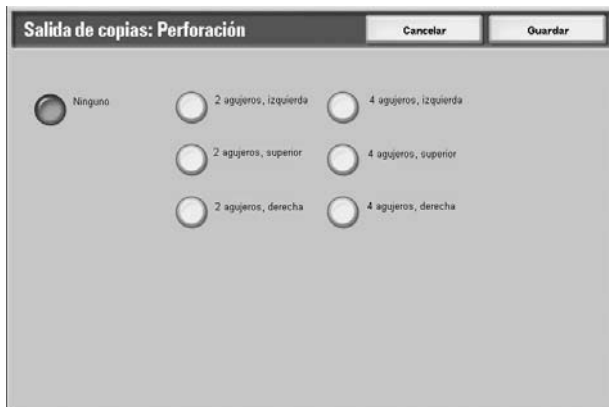 Salida de copias: Perforación Cancelar Guardar
Ninguno 2 agujeros, izquierda 4 agujeros, izquierda
2 agujeros, superior 4 agujeros, superior
2 agujeros, derecha 4 agujeros, derecha